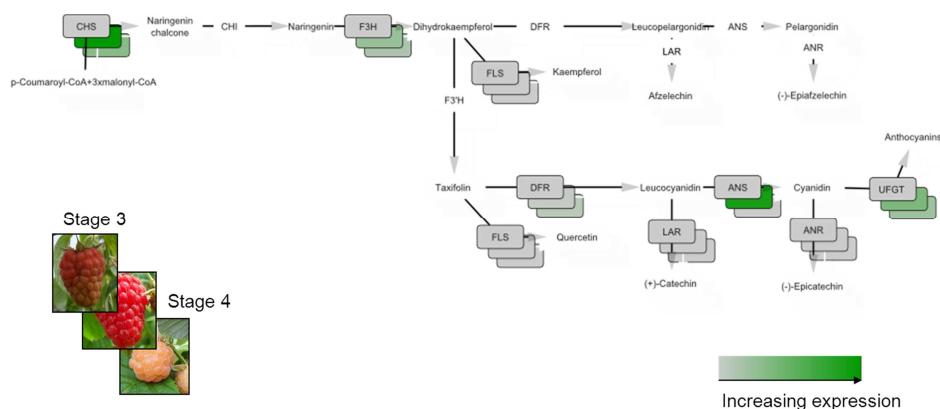 CHS
Naringenin
chalcone
CHI
Naringenin
F3H
Dihydrokaempferol
DFR
Leucopelargonidin
ANS
Pelargonidin
LAR
ANR
p-Coumaroyl-CoA+3xmalonyl-CoA
FLS
Kaempferol
Afzelechin
(-)-Epiafzelechin
F3'H
Anthocyanins
Taxifolin
DFR
Leucocyanidin
ANS
Cyanidin
UFGT
FLS
Quercetin
LAR
ANR
(+)-Catechin
(-)-Epicatechin
Stage 3
Stage 4
Increasing expression